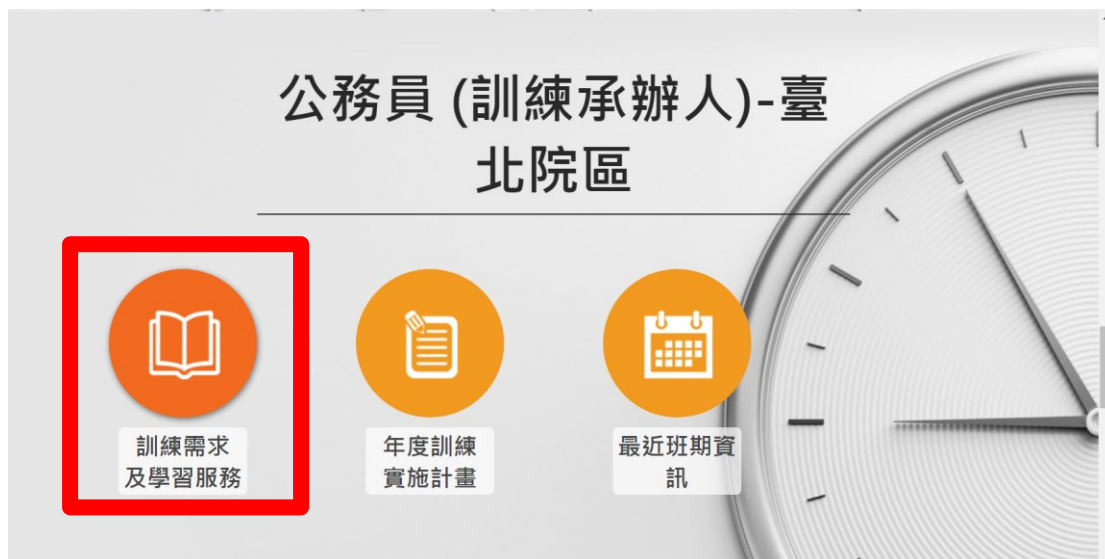 公務員 (訓練承辦人)-臺
北院區
訓練需求
及學習服務
年度訓練
實施計畫
最近班期資
訊